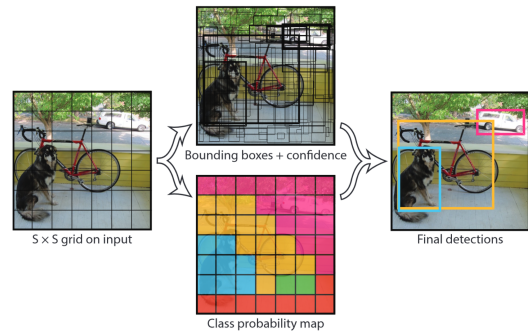 Bounding boxes + confidence
S × S grid on input
Final detections
Class probability map